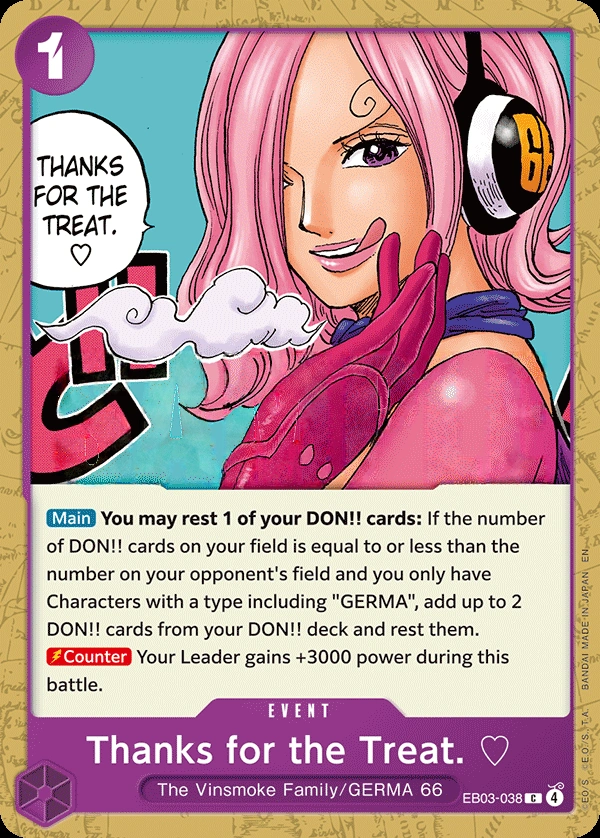 1
THANKS
FOR THE
TREAT.
♡
66
Main You may rest 1 of your DON!! cards: If the number
of DON!! cards on your field is equal to or less than the
number on your opponent's field and you only have
Characters with a type including "GERMA", add up to 2
DON!! cards from your DON!! deck and rest them.
Counter Your Leader gains +3000 power during this
battle.
EVENT
Thanks for the Treat. ♡
The Vinsmoke Family/GERMA 66
EB03-038 C 4
©E.O/S. ©E.O./S.,T.A. BANDAI MADE IN JAPAN EN